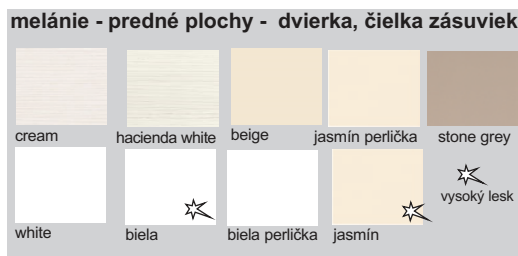 melánie - predné plochy - dvierka, čielka zásuviek
cream hacienda white beige jasmín perlička stone grey
vysoký lesk
white biela biela perlička jasmín